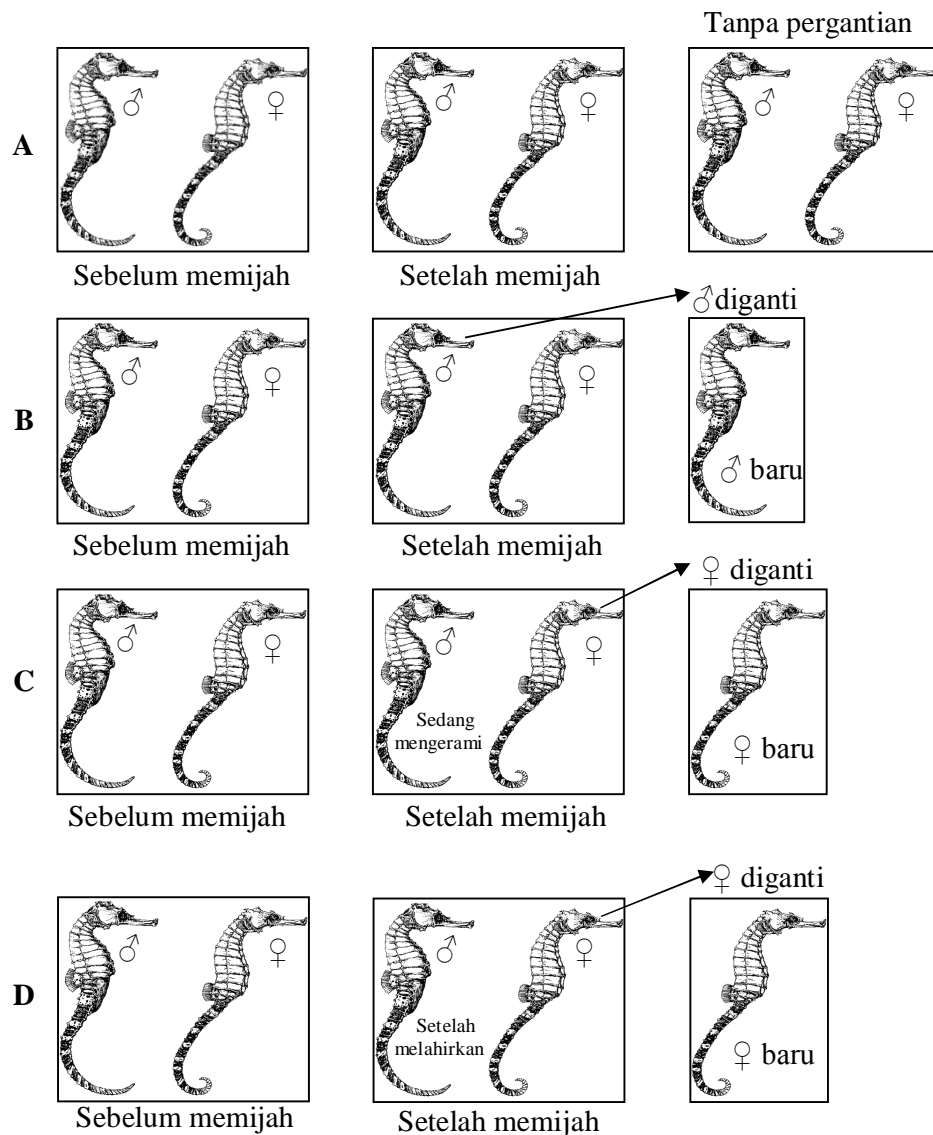 Tanpa pergantian
♂ ♀ ♂ ♀ ♂ ♀
A
Sebelum memijah Setelah memijah
♂ diganti
♂ ♀ ♂ ♀
B
♂ baru
Sebelum memijah Setelah memijah
♀ diganti
♂ ♀ ♂ ♀
C
Sedang
mengerami
♀ baru
Sebelum memijah Setelah memijah
♀ diganti
♂ ♀ ♂ ♀
D
Setelah
melahirkan
♀ baru
Sebelum memijah Setelah memijah